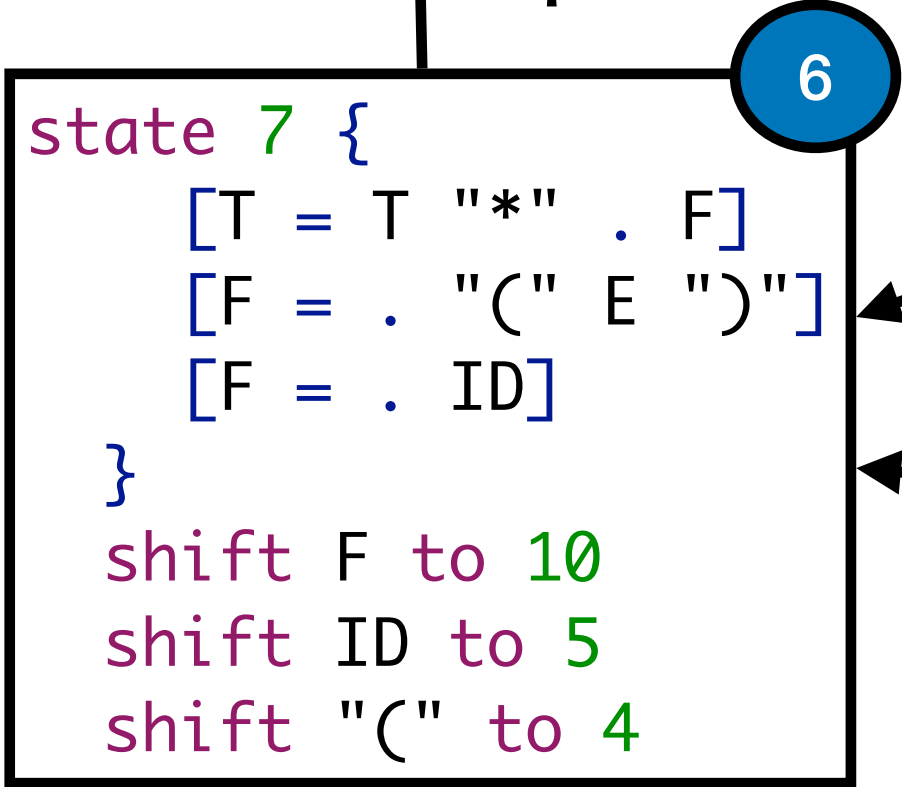 6
state 7 {
[T = T "*" . F]
[F = . "(" E ")"]
[F = . ID]
}
shift F to 10
shift ID to 5
shift "(" to 4